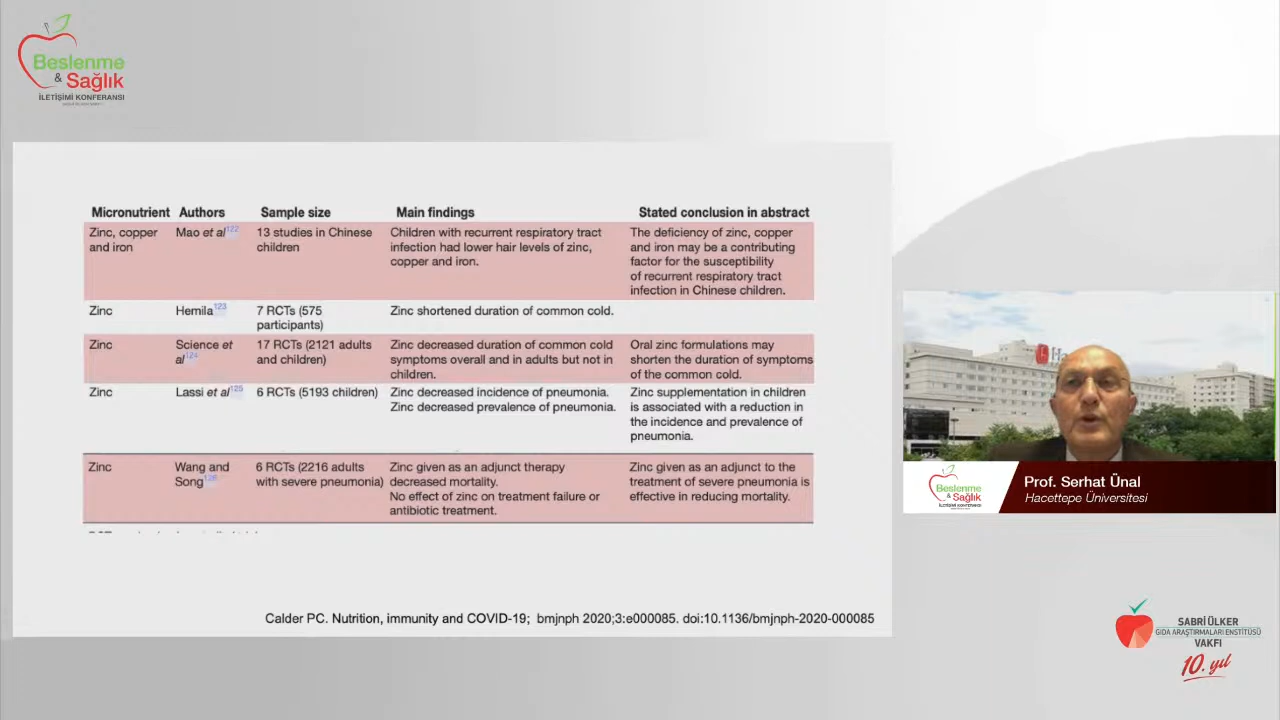 Beslenme
& Sağlık
İLETİŞİMİ KONFERANSI
Micronutrient Authors Sample size Main findings Stated conclusion in abstract
Zinc, copper and iron
Mao et al122
13 studies in Chinese children
Children with recurrent respiratory tract infection had lower hair levels of zinc, copper and iron.
The deficiency of zinc, copper and iron may be a contributing factor for the susceptibility of recurrent respiratory tract infection in Chinese children.
Zinc
Hemila123
7 RCTs (575 participants)
Zinc shortened duration of common cold.
Zinc
Science et al124
17 RCTs (2121 adults and children)
Zinc decreased duration of common cold symptoms overall and in adults but not in children.
Oral zinc formulations may shorten the duration of symptoms of the common cold.
Zinc
Lassi et al125
6 RCTs (5193 children)
Zinc decreased incidence of pneumonia.
Zinc decreased prevalence of pneumonia.
Zinc supplementation in children is associated with a reduction in the incidence and prevalence of pneumonia.
Zinc
Wang and Song126
6 RCTs (2216 adults with severe pneumonia)
Zinc given as an adjunct therapy decreased mortality.
No effect of zinc on treatment failure or antibiotic treatment.
Zinc given as an adjunct to the treatment of severe pneumonia is effective in reducing mortality.
Calder PC. Nutrition, immunity and COVID-19; bmjnph 2020;3:e000085. doi:10.1136/bmjnph-2020-000085
Beslenme
& Sağlık
İLETİŞİMİ KONFERANSI
Prof. Serhat Ünal
Hacettepe Üniversitesi
SABRİ ÜLKER
GIDA ARAŞTIRMALARI ENSTİTÜSÜ
VAKFI
10. yıl